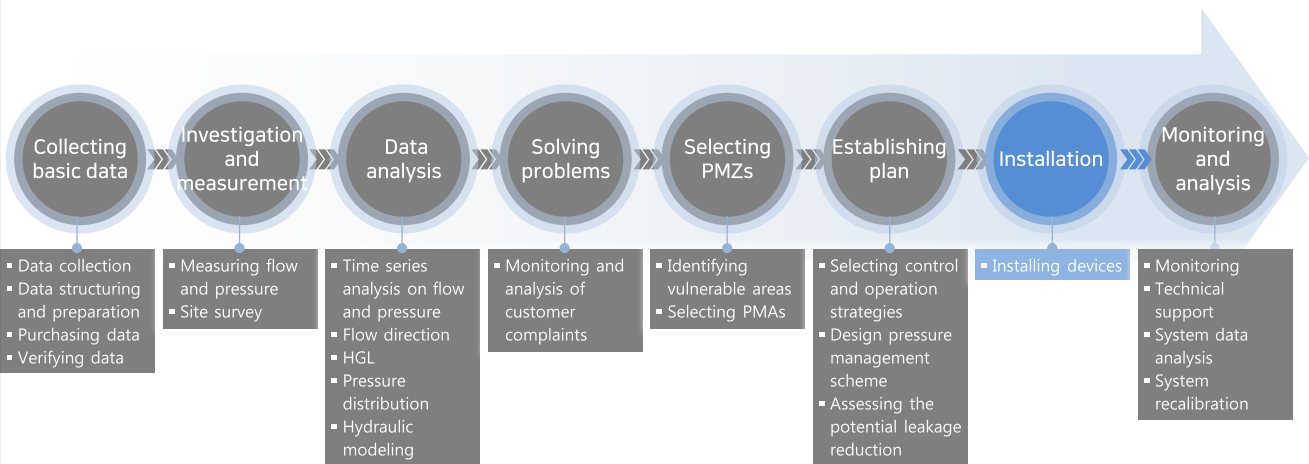 Collecting
basic data
Investigation
and
measurement
Data
analysis
Solving
problems
Selecting
PMZs
Establishing
plan
Installation
Monitoring
and
analysis
Data collection
Data structuring
and preparation
Purchasing data
Verifying data
Measuring flow
and pressure
Site survey
Time series
analysis on flow
and pressure
Flow direction
HGL
Pressure
distribution
Hydraulic
modeling
Monitoring and
analysis of
customer
complaints
Identifying
vulnerable areas
Selecting PMAs
Selecting control
and operation
strategies
Design pressure
management
scheme
Assessing the
potential leakage
reduction
Installing devices
Monitoring
Technical
support
System data
analysis
System
recalibration